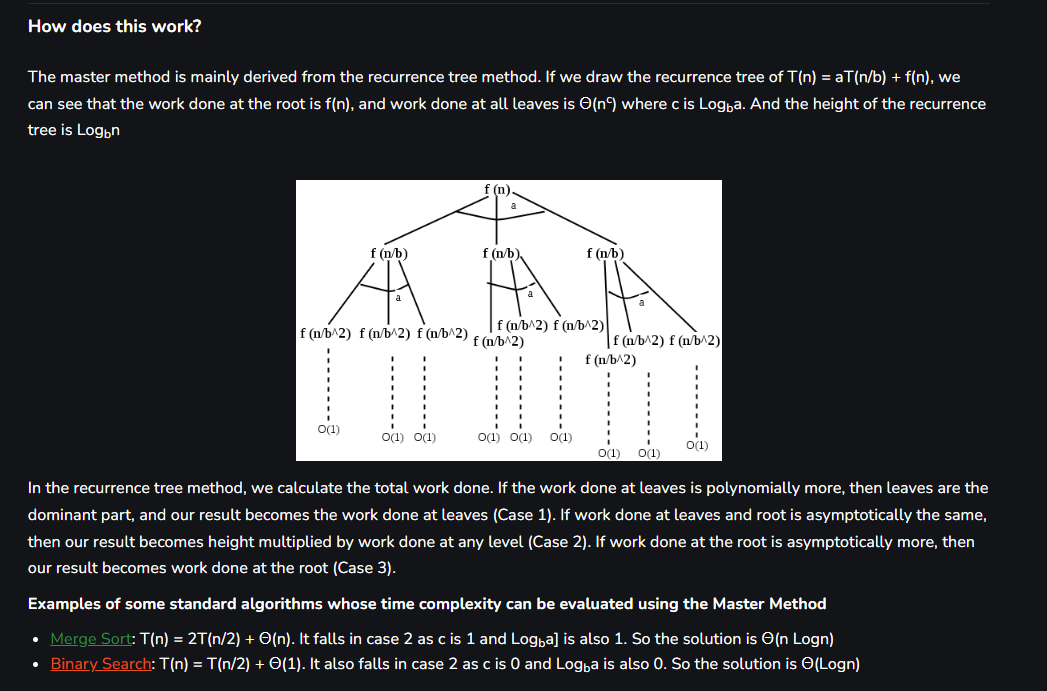 How does this work?
The master method is mainly derived from the recurrence tree method. If we draw the recurrence tree of T(n) = aT(n/b) + f(n), we
can see that the work done at the root is f(n), and work done at all leaves is Θ(nᶜ) where c is Log_ba. And the height of the recurrence
tree is Log_bn
f (n)
a
f (n/b) f (n/b) f (n/b)
a a a
f (n/b^2) f (n/b^2) f (n/b^2) f (n/b^2) f (n/b^2)
f (n/b^2) f (n/b^2) f (n/b^2)
f (n/b^2)
O(1) O(1) O(1) O(1) O(1) O(1) O(1) O(1) O(1)
In the recurrence tree method, we calculate the total work done. If the work done at leaves is polynomially more, then leaves are the
dominant part, and our result becomes the work done at leaves (Case 1). If work done at leaves and root is asymptotically the same,
then our result becomes height multiplied by work done at any level (Case 2). If work done at the root is asymptotically more, then
our result becomes work done at the root (Case 3).
Examples of some standard algorithms whose time complexity can be evaluated using the Master Method
• Merge Sort: T(n) = 2T(n/2) + Θ(n). It falls in case 2 as c is 1 and Log_ba] is also 1. So the solution is Θ(n Logn)
• Binary Search: T(n) = T(n/2) + Θ(1). It also falls in case 2 as c is 0 and Log_ba is also 0. So the solution is Θ(Logn)